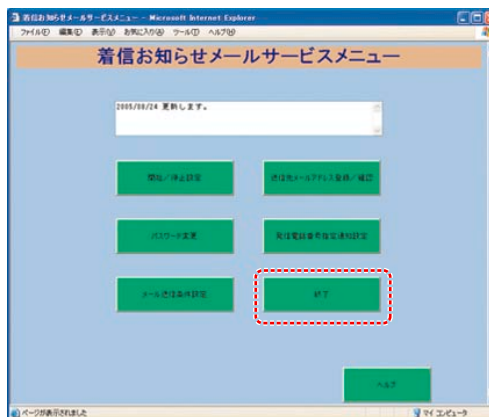 着信お知らせメールサービスメニュー - Microsoft Internet Explorer
ファイル(F) 編集(E) 表示(V) お気に入り(A) ツール(T) ヘルプ(H)
着信お知らせメールサービスメニュー
2005/08/24 更新します。
開始/停止設定 送信先メールアドレス登録/確認
パスワード変更 発信電話番号指定通知設定
メール送信条件設定 終了
ヘルプ
ページが表示されました マイ コンピュータ